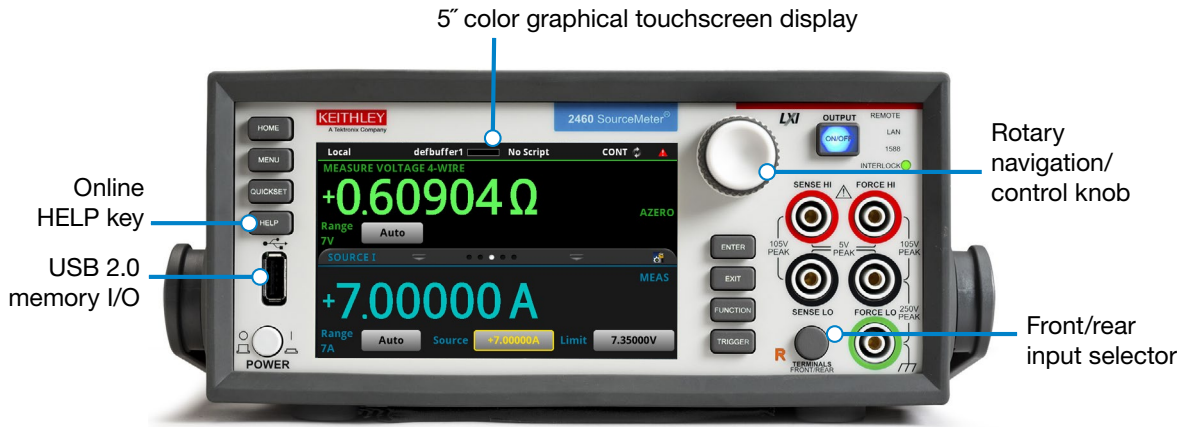 5″ color graphical touchscreen display
KEITHLEY
A Tektronix Company
2460 SourceMeter®
LXI
OUTPUT
ON/OFF
REMOTE
LAN
1588
INTERLOCK
HOME
MENU
QUICKSET
HELP
Online
HELP key
USB 2.0
memory I/O
POWER
Local defbuffer1 No Script CONT
MEASURE VOLTAGE 4-WIRE
+0.60904 Ω
AZERO
Range
7V
Auto
SOURCE I
MEAS
+7.00000 A
Range
7A
Auto
Source
+7.00000A
Limit
7.35000V
Rotary
navigation/
control knob
SENSE HI
FORCE HI
105V
PEAK
5V
PEAK
105V
PEAK
ENTER
EXIT
FUNCTION
TRIGGER
SENSE LO
FORCE LO
250V
PEAK
R
TERMINALS
FRONT/REAR
Front/rear
input selector